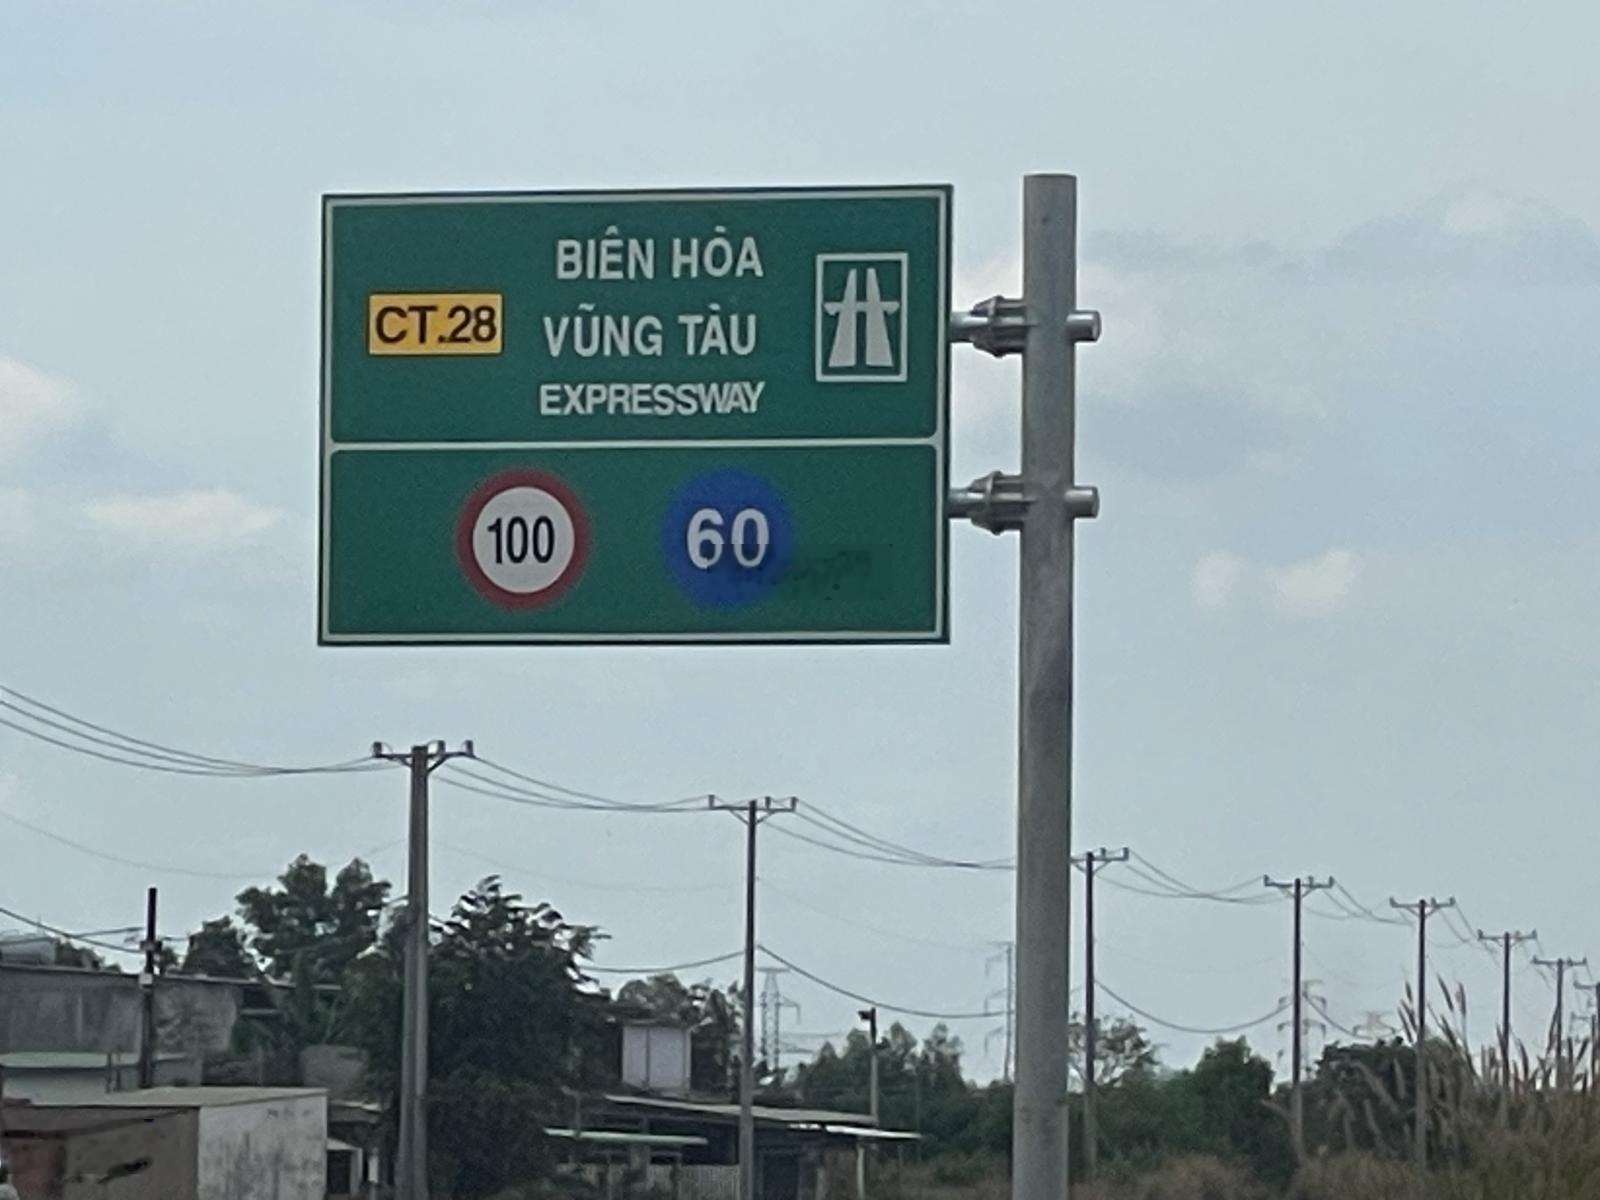 BIÊN HÒA
CT.28
VŨNG TÀU
EXPRESSWAY
100 60